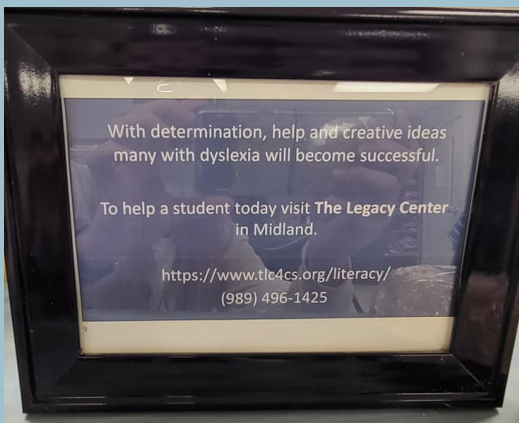 With determination, help and creative ideas
many with dyslexia will become successful.
To help a student today visit The Legacy Center
in Midland.
https://www.tlc4cs.org/literacy/
(989) 496-1425